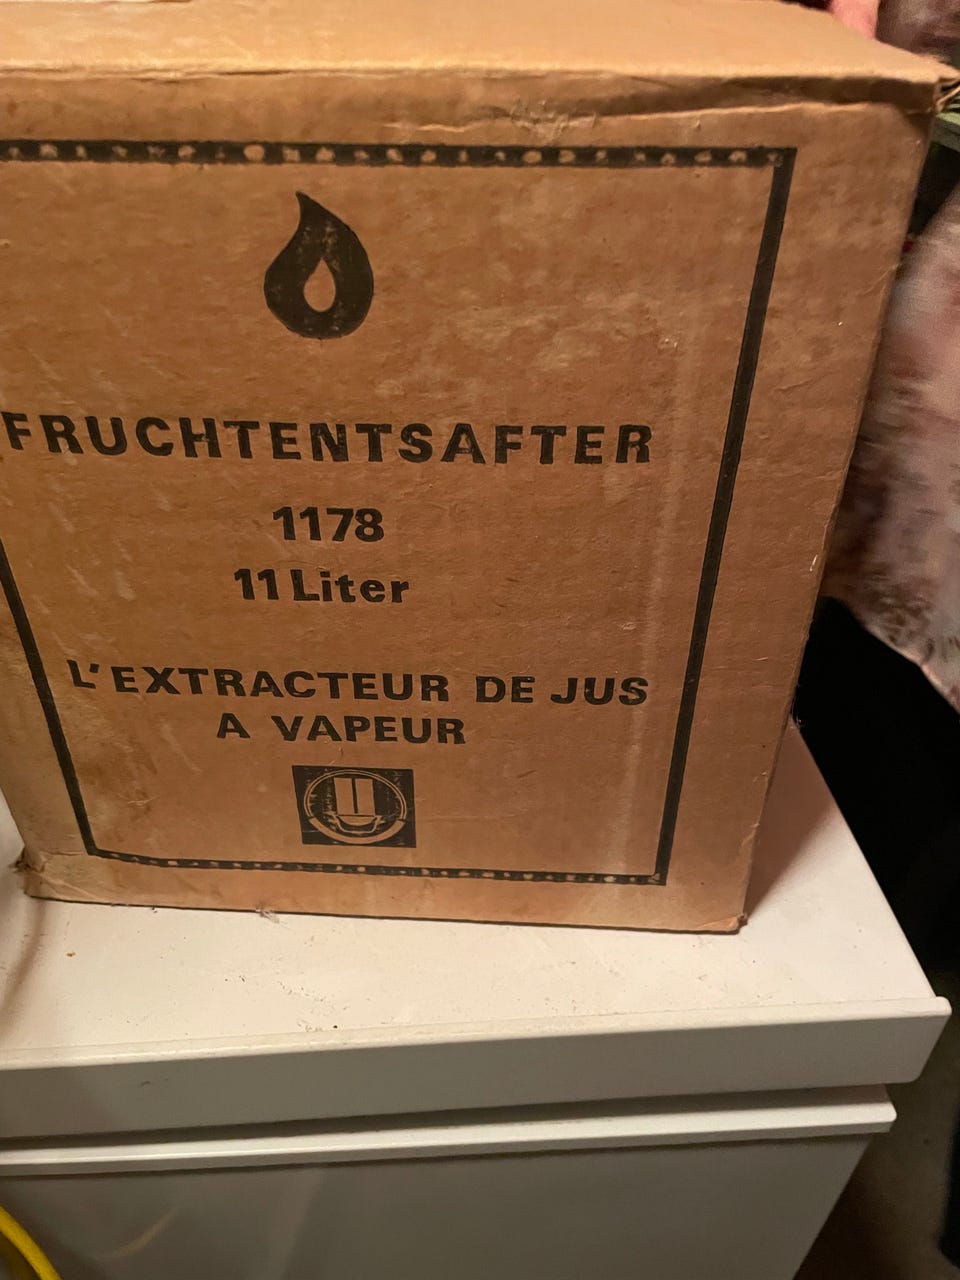 FRUCHTENTSAFTER
1178
11 Liter
L'EXTRACTEUR DE JUS
A VAPEUR